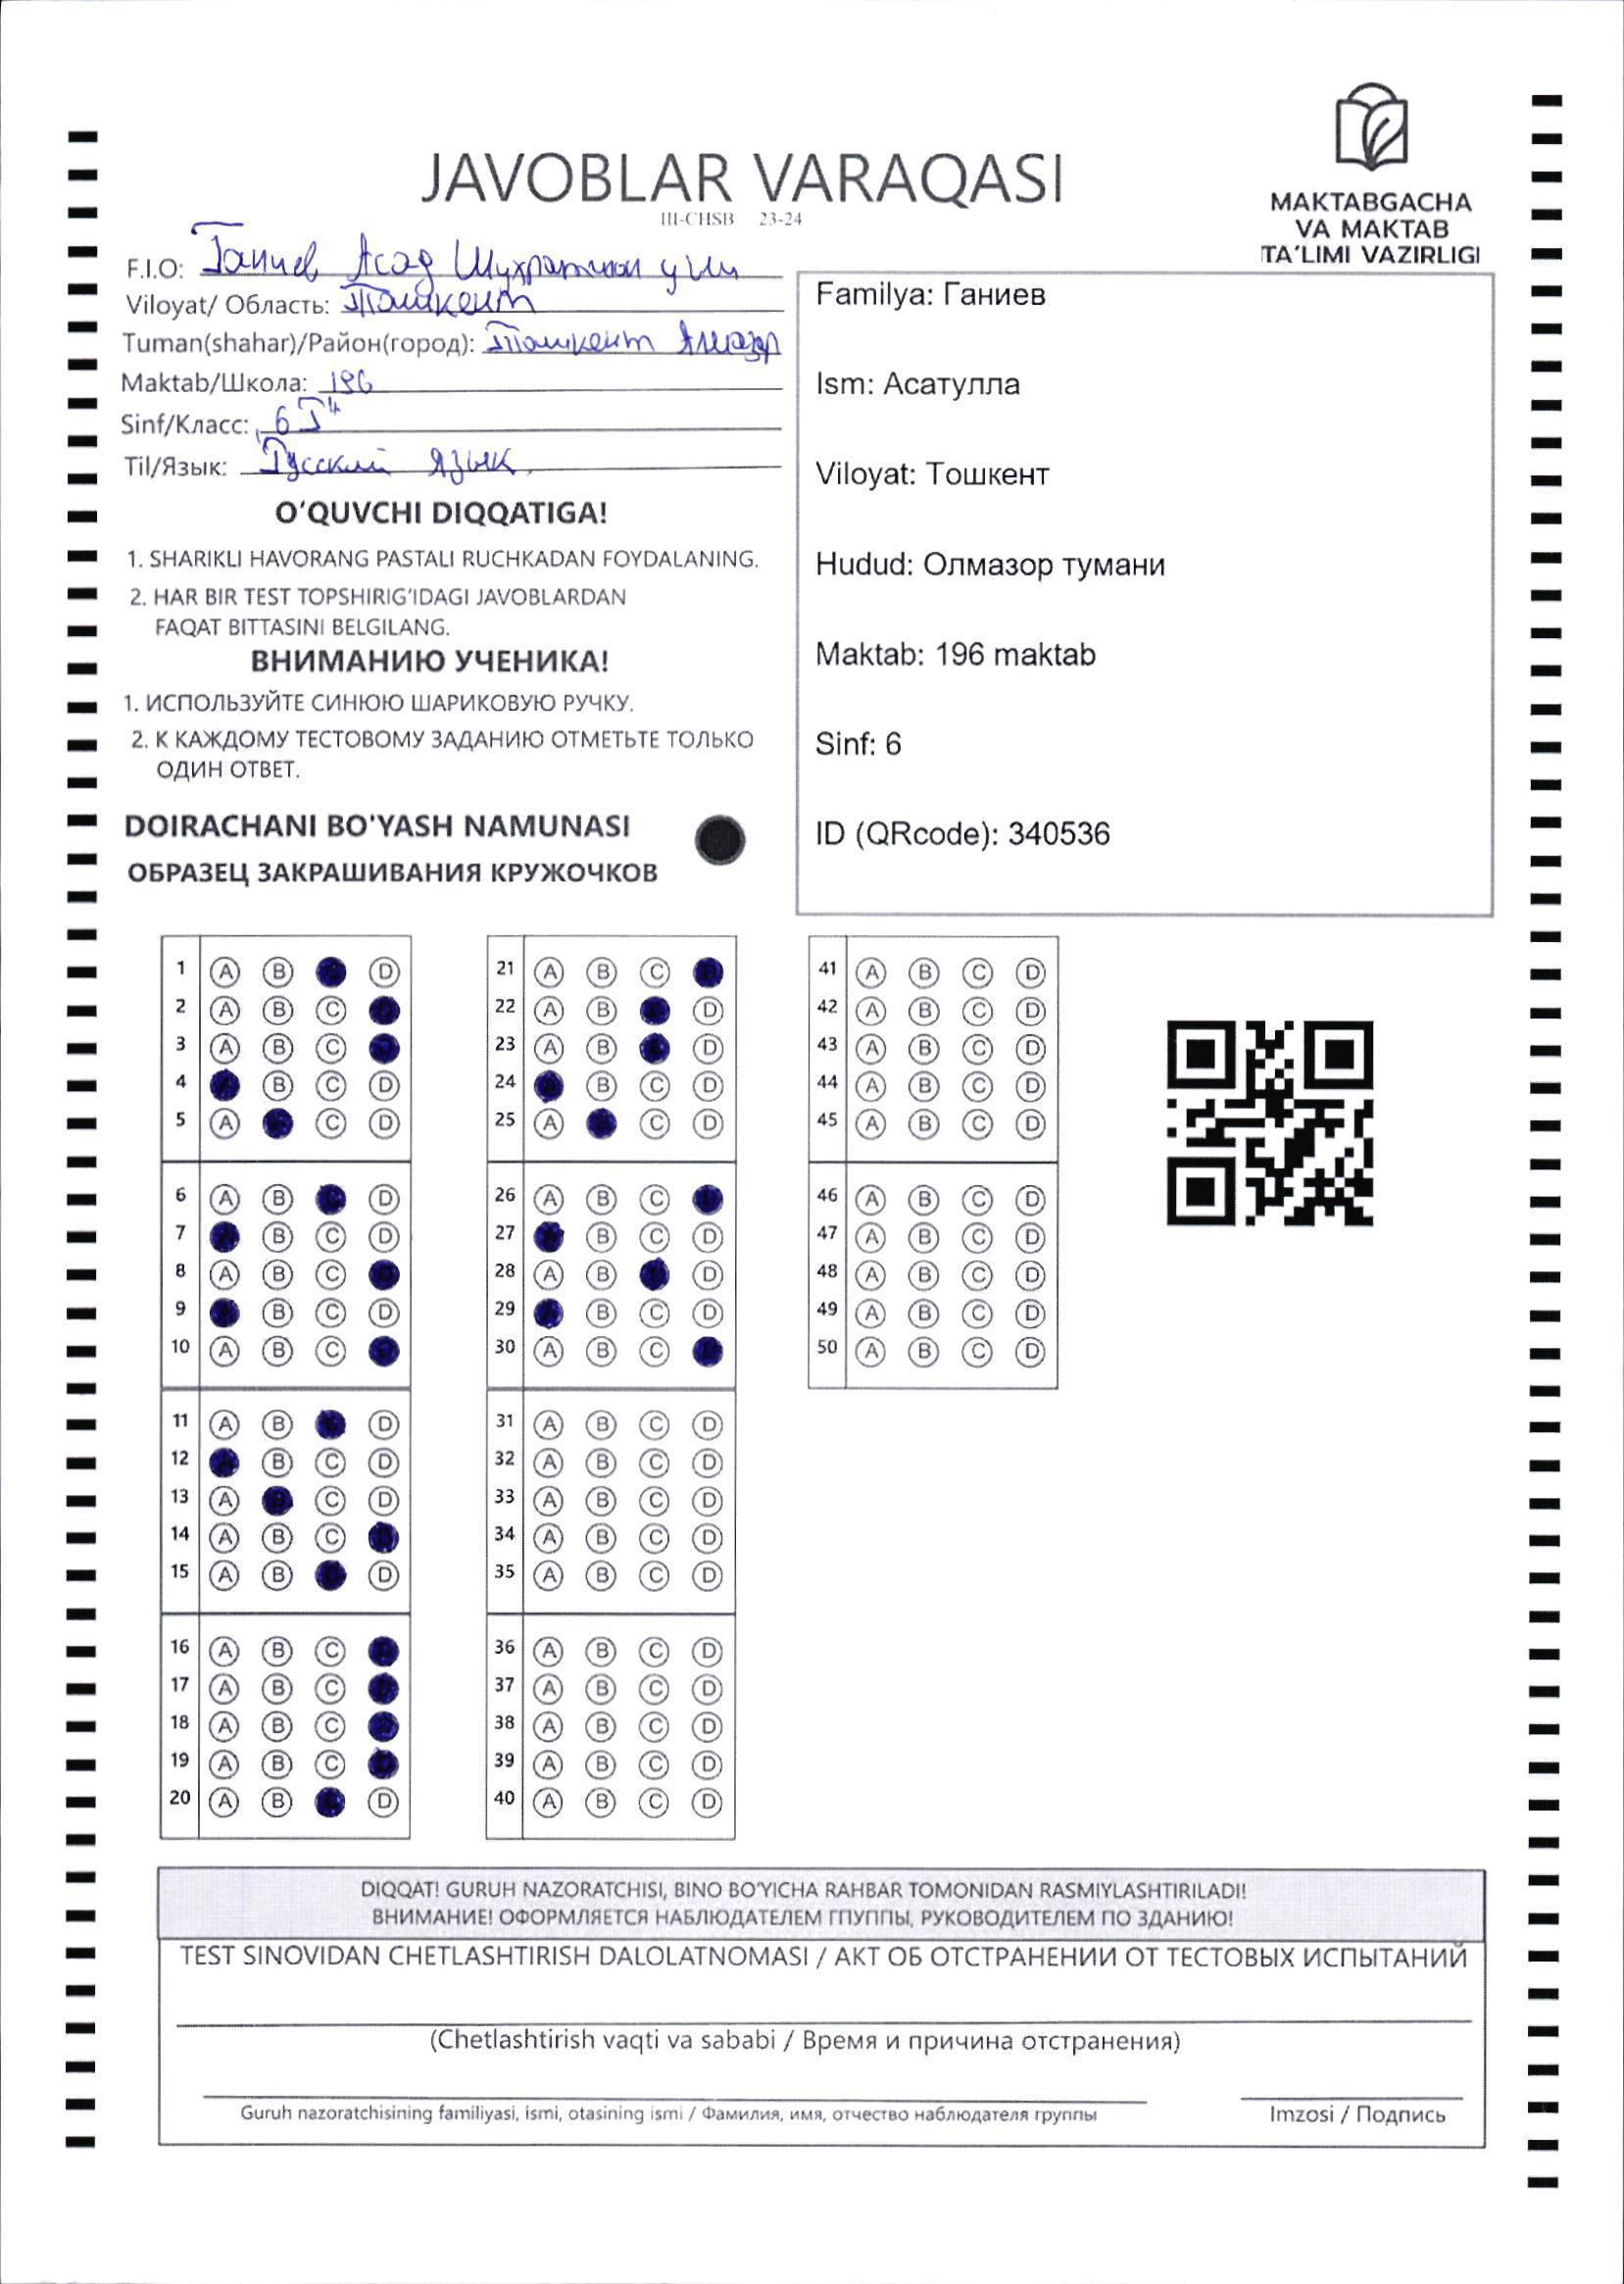 JAVOBLAR VARAQASI
III-CHSB 23-24
MAKTABGACHA
VA MAKTAB
TA'LIMI VAZIRLIGI
F.I.O: Ганиев Асад Шухратжон угли
Viloyat/ Область: Ташкент
Tuman(shahar)/Район(город): Ташкент Алмазар
Maktab/Школа: 196
Sinf/Класс: 6
Til/Язык: Русский язык.
O'QUVCHI DIQQATIGA!
1. SHARIKLI HAVORANG PASTALI RUCHKADAN FOYDALANING.
2. HAR BIR TEST TOPSHIRIG'IDAGI JAVOBLARDAN
FAQAT BITTASINI BELGILANG.
ВНИМАНИЮ УЧЕНИКА!
1. ИСПОЛЬЗУЙТЕ СИНЮЮ ШАРИКОВУЮ РУЧКУ.
2. К КАЖДОМУ ТЕСТОВОМУ ЗАДАНИЮ ОТМЕТЬТЕ ТОЛЬКО
ОДИН ОТВЕТ.
DOIRACHANI BO'YASH NAMUNASI
ОБРАЗЕЦ ЗАКРАШИВАНИЯ КРУЖОЧКОВ
Familya: Ганиев
Ism: Асатулла
Viloyat: Тошкент
Hudud: Олмазор тумани
Maktab: 196 maktab
Sinf: 6
ID (QRcode): 340536
1 A B D
2 A B C
3 A B C
4 B C D
5 A C D
6 A B D
7 B C D
8 A B C
9 B C D
10 A B C
11 A B D
12 B C D
13 A C D
14 A B C
15 A B D
16 A B C
17 A B C
18 A B C
19 A B C
20 A B D
21 A B C
22 A B D
23 A B D
24 B C D
25 A C D
26 A B C
27 B C D
28 A B D
29 B C D
30 A B C
31 A B C D
32 A B C D
33 A B C D
34 A B C D
35 A B C D
36 A B C D
37 A B C D
38 A B C D
39 A B C D
40 A B C D
41 A B C D
42 A B C D
43 A B C D
44 A B C D
45 A B C D
46 A B C D
47 A B C D
48 A B C D
49 A B C D
50 A B C D
DIQQAT! GURUH NAZORATCHISI, BINO BO'YICHA RAHBAR TOMONIDAN RASMIYLASHTIRILADI!
ВНИМАНИЕ! ОФОРМЛЯЕТСЯ НАБЛЮДАТЕЛЕМ ГПУППЫ, РУКОВОДИТЕЛЕМ ПО ЗДАНИЮ!
TEST SINOVIDAN CHETLASHTIRISH DALOLATNOMASI / АКТ ОБ ОТСТРАНЕНИИ ОТ ТЕСТОВЫХ ИСПЫТАНИЙ
(Chetlashtirish vaqti va sababi / Время и причина отстранения)
Guruh nazoratchisining familiyasi, ismi, otasining ismi / Фамилия, имя, отчество наблюдателя группы
Imzosi / Подпись